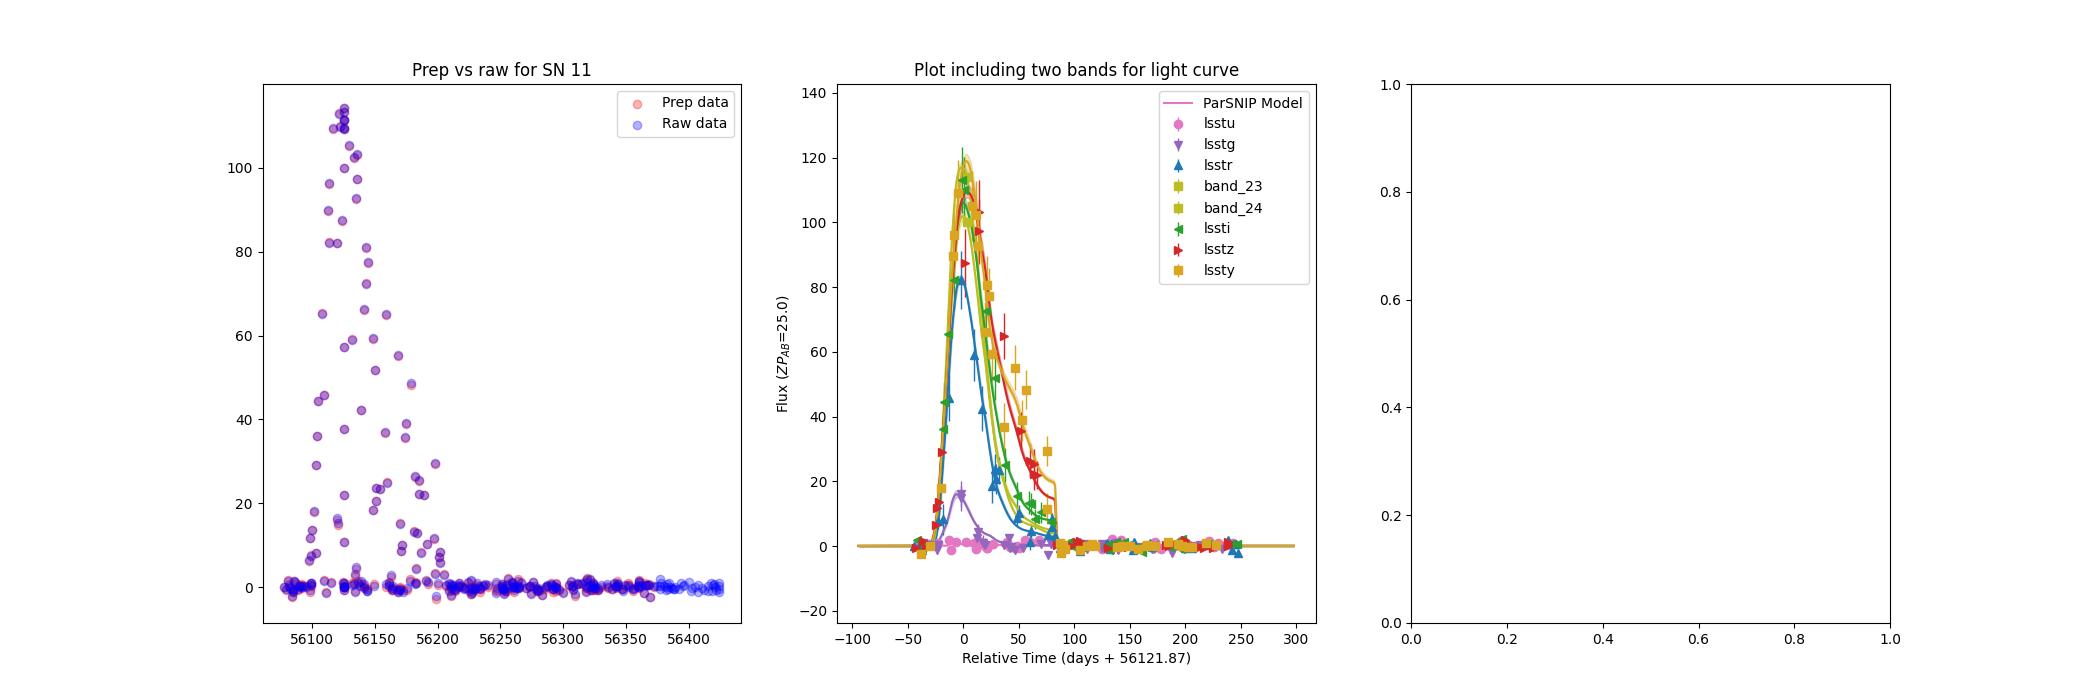 Prep vs raw for SN 11
Prep data
Raw data
100
80
60
40
20
0
56100 56150 56200 56250 56300 56350 56400
Plot including two bands for light curve
ParSNIP Model
lsstu
lsstg
lsstr
band_23
band_24
lssti
lsstz
lssty
140
120
100
80
60
40
20
0
−20
Flux (ZP_AB=25.0)
−100 −50 0 50 100 150 200 250 300
Relative Time (days + 56121.87)
1.0
0.8
0.6
0.4
0.2
0.0
0.0 0.2 0.4 0.6 0.8 1.0